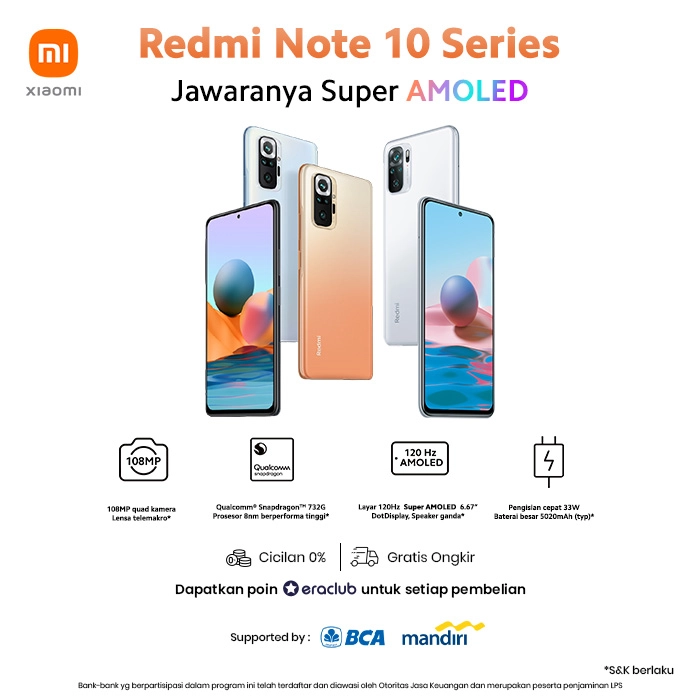 mi
xiaomi
Redmi Note 10 Series
Jawaranya Super AMOLED
Redmi
Redmi
108MP
Qualcomm
snapdragon
120 Hz
AMOLED
108MP quad kamera
Lensa telemakro*
Qualcomm® Snapdragon™ 732G
Prosesor 8nm berperforma tinggi*
Layar 120Hz Super AMOLED 6.67"
DotDisplay, Speaker ganda*
Pengisian cepat 33W
Baterai besar 5020mAh (typ)*
Cicilan 0%
Gratis Ongkir
Dapatkan poin eraclub untuk setiap pembelian
Supported by : BCA mandiri
*S&K berlaku
Bank-bank yg berpartisipasi dalam program ini telah terdaftar dan diawasi oleh Otoritas Jasa Keuangan dan merupakan peserta penjaminan LPS